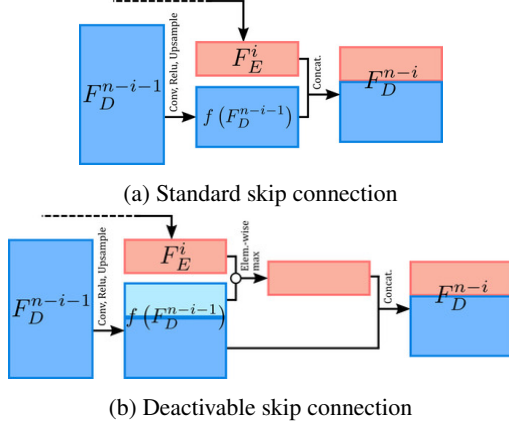 F_D^{n-i-1}
Conv, Relu, Upsample
F_E^i
f (F_D^{n-i-1})
Concat.
F_D^{n-i}
(a) Standard skip connection
F_D^{n-i-1}
Conv, Relu, Upsample
F_E^i
f (F_D^{n-i-1})
Elem.-wise
max
Concat.
F_D^{n-i}
(b) Deactivable skip connection